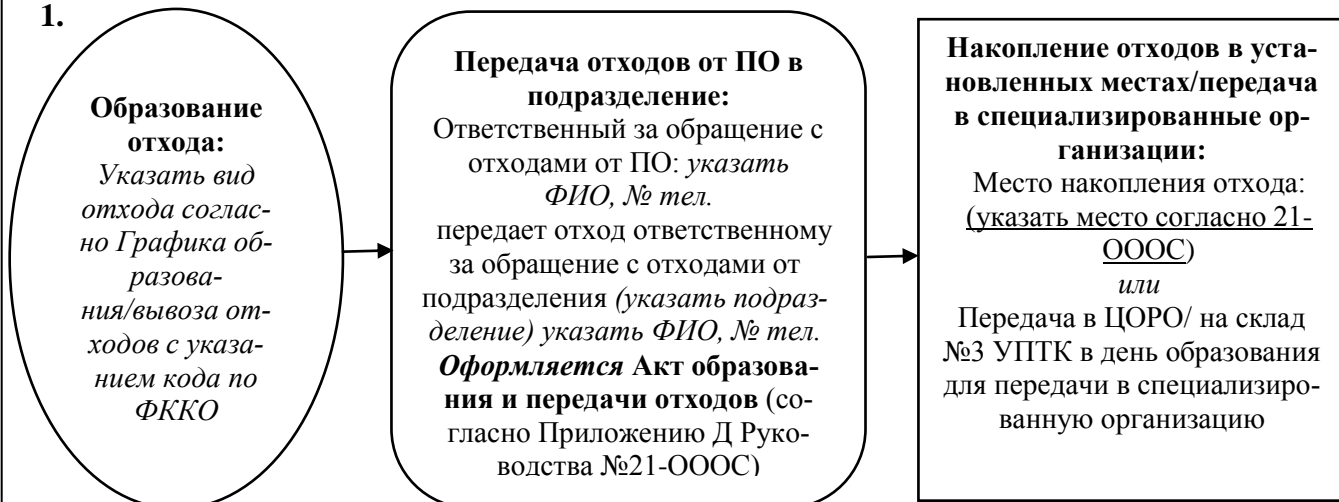 1.
Образование
отхода:
Указать вид
отхода соглас-
но Графика об-
разова-
ния/вывоза от-
ходов с указа-
нием кода по
ФККО
Передача отходов от ПО в
подразделение:
Ответственный за обращение с
отходами от ПО: указать
ФИО, № тел.
передает отход ответственному
за обращение с отходами от
подразделения (указать подраз-
деление) указать ФИО, № тел.
Оформляется Акт образова-
ния и передачи отходов (со-
гласно Приложению Д Руко-
водства №21-ОООС)
Накопление отходов в уста-
новленных местах/передача
в специализированные ор-
ганизации:
Место накопления отхода:
(указать место согласно 21-
ОООС)
или
Передача в ЦОРО/ на склад
№3 УПТК в день образования
для передачи в специализиро-
ванную организацию